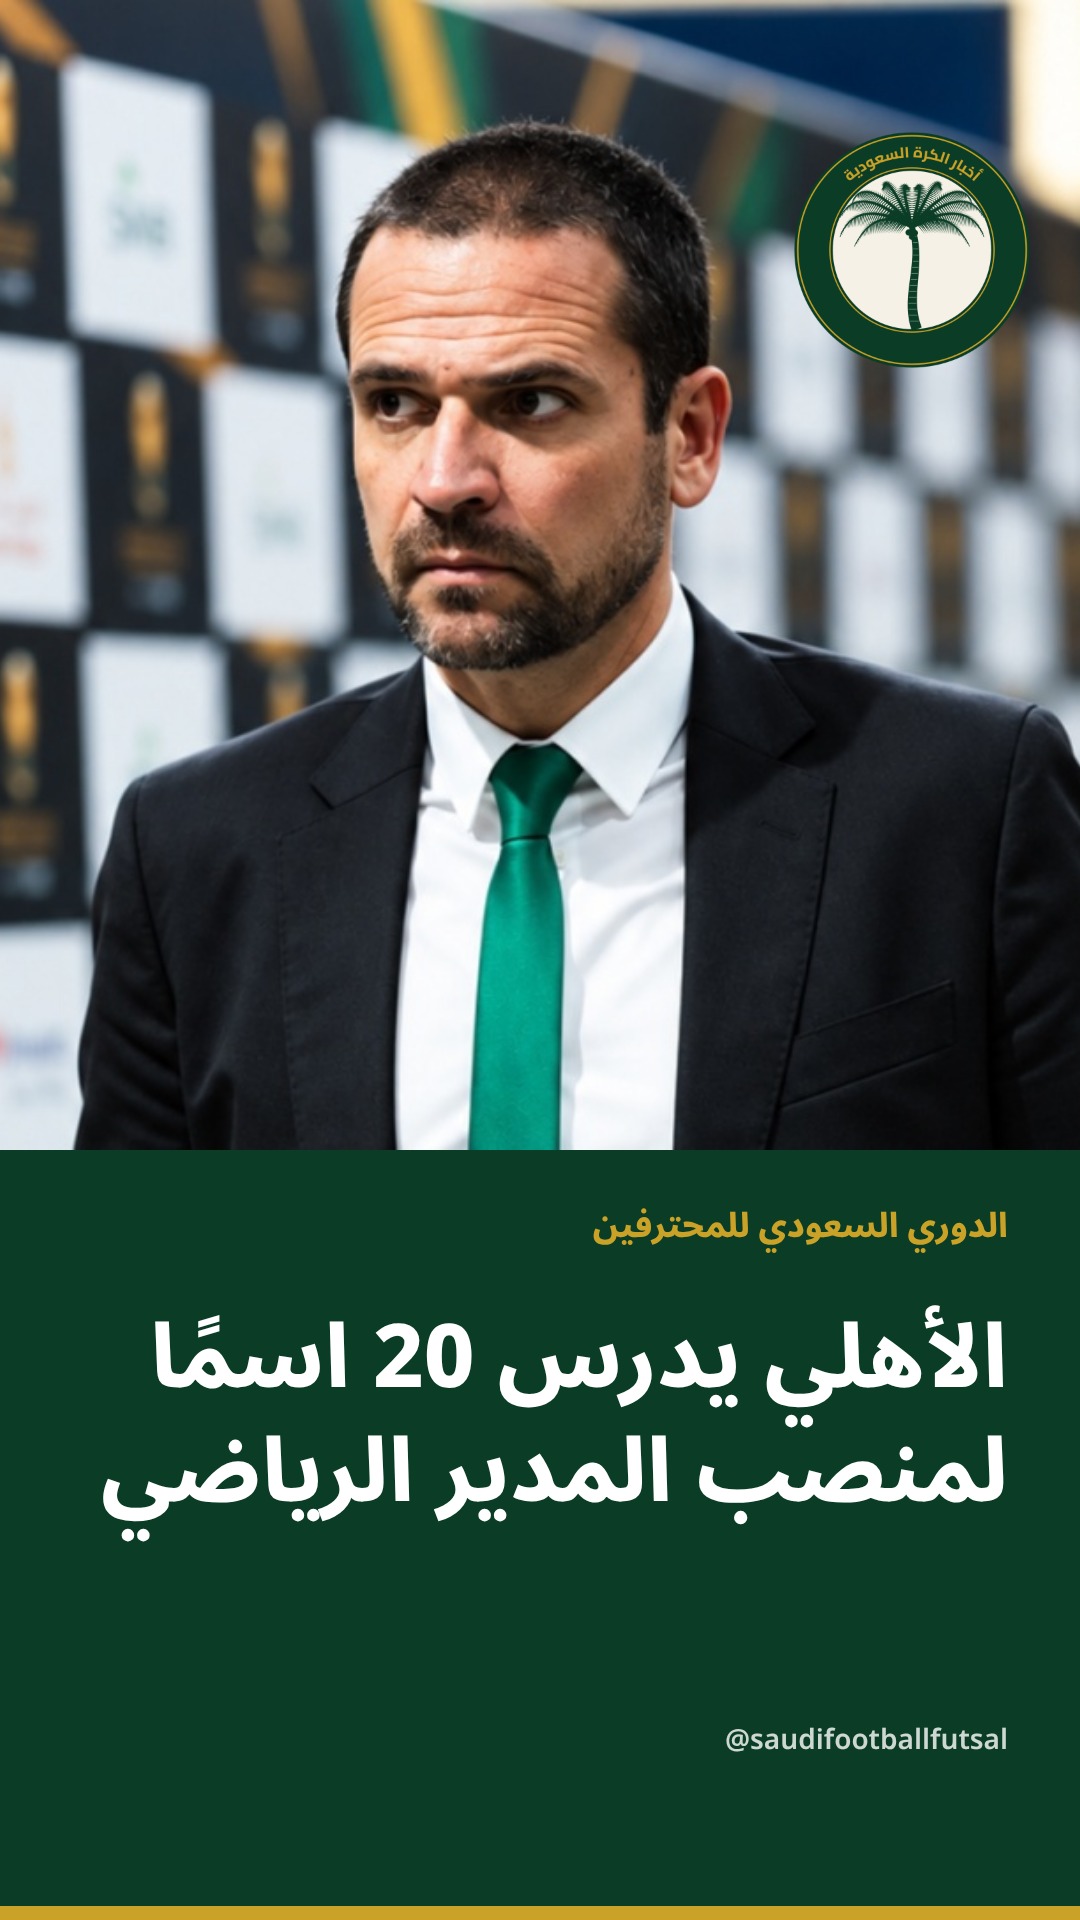 أخبار الكرة السعودية
الدوري السعودي للمحترفين
الأهلي يدرس 20 اسمًا
لمنصب المدير الرياضي
@saudifootballfutsal